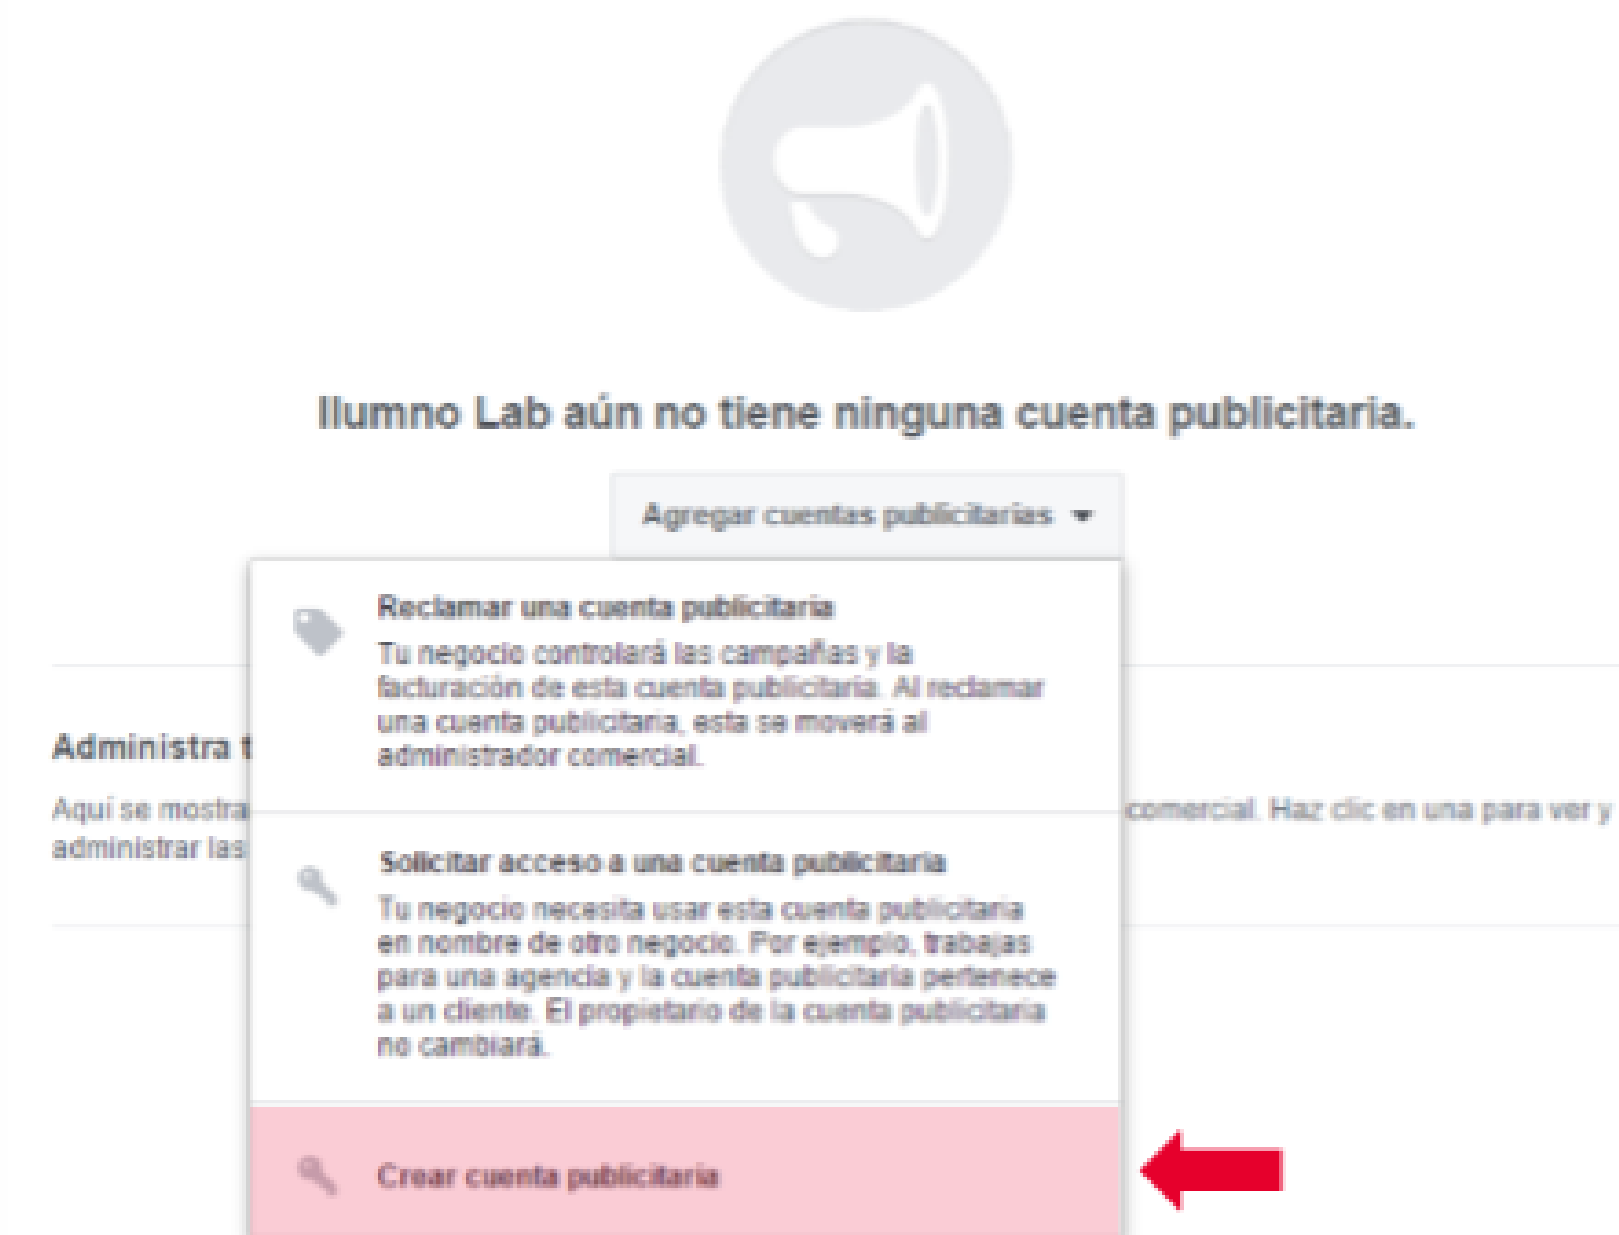 Ilumno Lab aún no tiene ninguna cuenta publicitaria.
Agregar cuentas publicitarias
Reclamar una cuenta publicitaria
Tu negocio controlará las campañas y la
facturación de esta cuenta publicitaria. Al reclamar
una cuenta publicitaria, esta se moverá al
administrador comercial.
Administra t
Aquí se mostra
comercial. Haz clic en una para ver y
administrar las
Solicitar acceso a una cuenta publicitaria
Tu negocio necesita usar esta cuenta publicitaria
en nombre de otro negocio. Por ejemplo, trabajas
para una agencia y la cuenta publicitaria pertenece
a un cliente. El propietario de la cuenta publicitaria
no cambiará.
Crear cuenta publicitaria